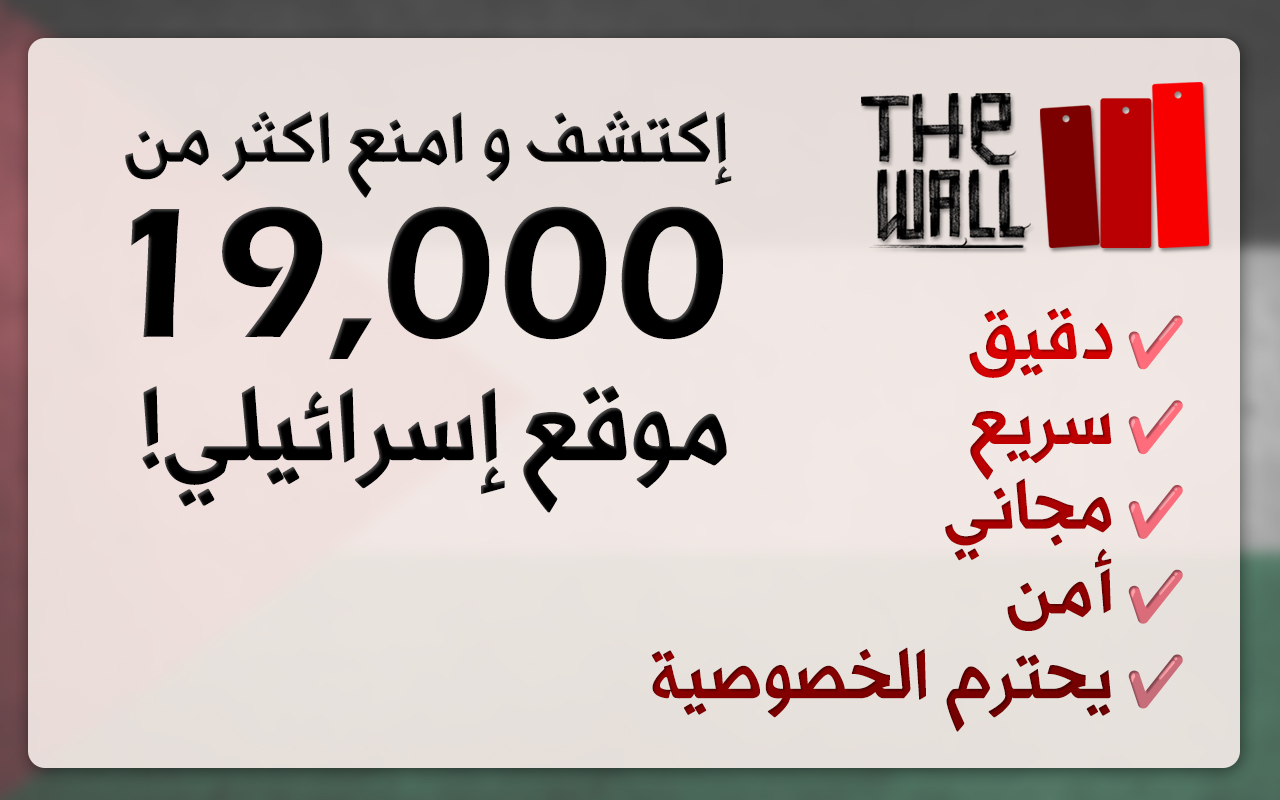 THE
WALL
إكتشف و امنع اكثر من
19,000
موقع إسرائيلي!
دقيق
سريع
مجاني
أمن
يحترم الخصوصية